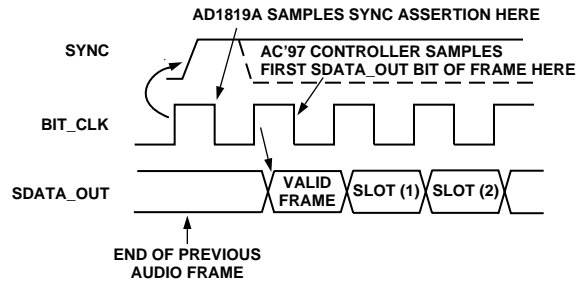 AD1819A SAMPLES SYNC ASSERTION HERE
SYNC
AC'97 CONTROLLER SAMPLES
FIRST SDATA_OUT BIT OF FRAME HERE
BIT_CLK
SDATA_OUT
VALID
FRAME
SLOT (1)
SLOT (2)
END OF PREVIOUS
AUDIO FRAME